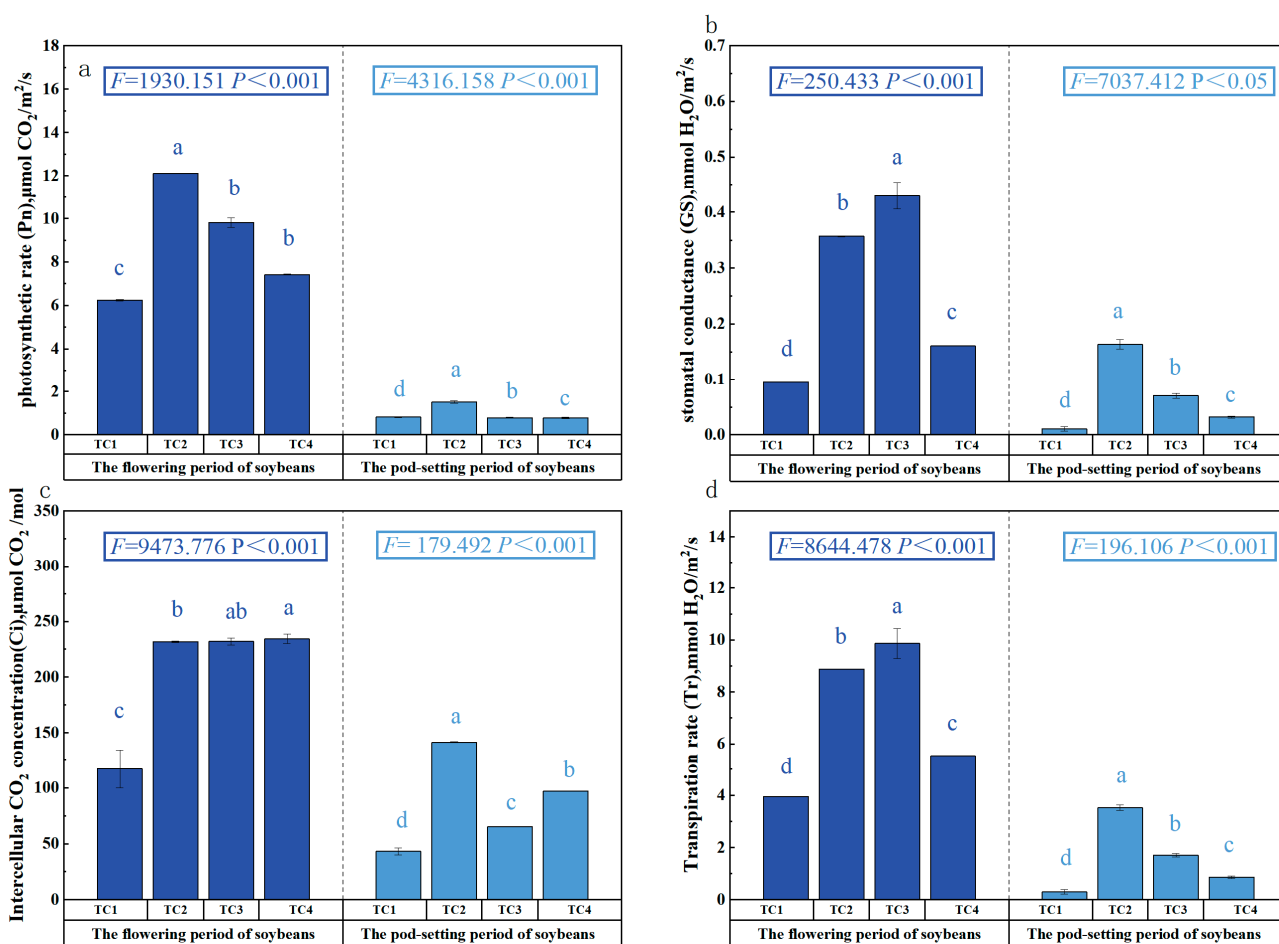 a
F=1930.151 P<0.001
F=4316.158 P<0.001
photosynthetic rate (Pn),μmol CO2/m2/s
18
16
14
12
10
8
6
4
2
0
c
a
b
b
d
a
b
c
TC1 TC2 TC3 TC4 TC1 TC2 TC3 TC4
The flowering period of soybeans The pod-setting period of soybeans
b
F=250.433 P<0.001
F=7037.412 P<0.05
stomatal conductance (GS),mmol H2O/m2/s
0.7
0.6
0.5
0.4
0.3
0.2
0.1
0.0
d
b
a
c
d
a
b
c
TC1 TC2 TC3 TC4 TC1 TC2 TC3 TC4
The flowering period of soybeans The pod-setting period of soybeans
c
F=9473.776 P<0.001
F= 179.492 P<0.001
Intercellular CO2 concentration(Ci),μmol CO2 /mol
350
300
250
200
150
100
50
0
c
b
ab
a
d
a
c
b
TC1 TC2 TC3 TC4 TC1 TC2 TC3 TC4
The flowering period of soybeans The pod-setting period of soybeans
d
F=8644.478 P<0.001
F=196.106 P<0.001
Transpiration rate (Tr),mmol H2O/m2/s
14
12
10
8
6
4
2
0
d
b
a
c
d
a
b
c
TC1 TC2 TC3 TC4 TC1 TC2 TC3 TC4
The flowering period of soybeans The pod-setting period of soybeans